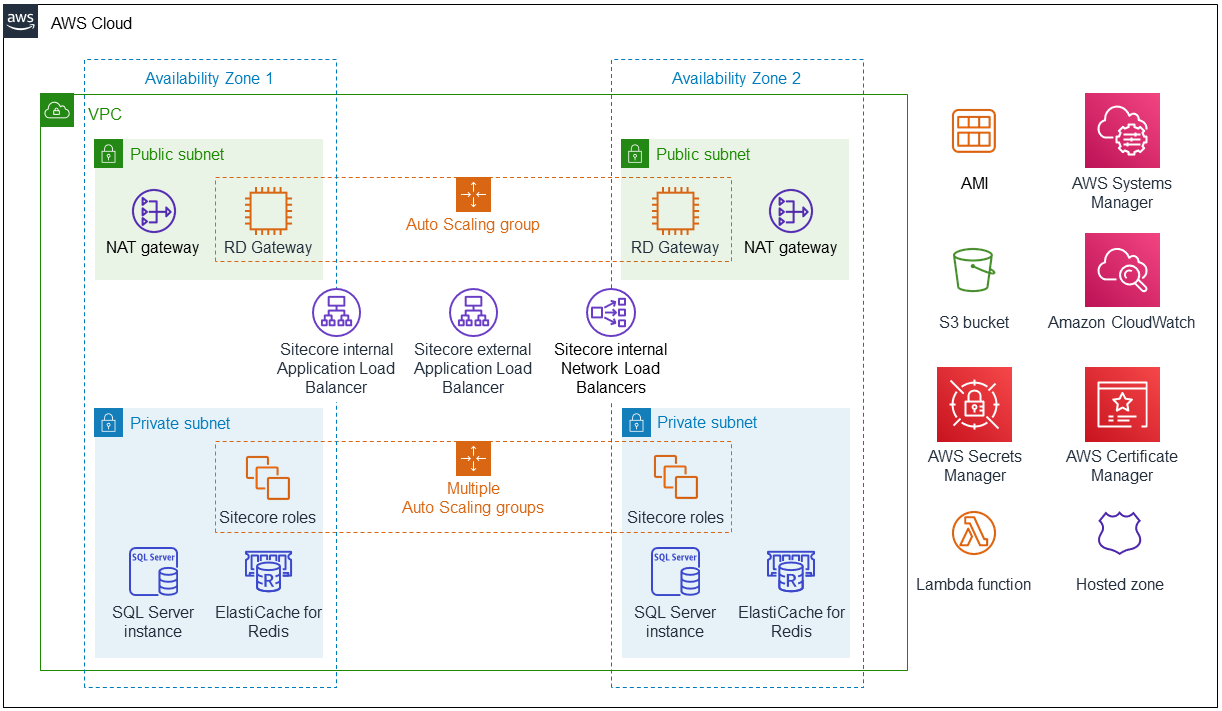 aws
AWS Cloud
Availability Zone 1
Availability Zone 2
VPC
Public subnet
Public subnet
NAT gateway
RD Gateway
Auto Scaling group
RD Gateway
NAT gateway
Sitecore internal
Application Load
Balancer
Sitecore external
Application Load
Balancer
Sitecore internal
Network Load
Balancers
Private subnet
Private subnet
Sitecore roles
Multiple
Auto Scaling groups
Sitecore roles
SQL Server
SQL Server
instance
R
ElastiCache for
Redis
SQL Server
SQL Server
instance
R
ElastiCache for
Redis
AMI
AWS Systems
Manager
S3 bucket
Amazon CloudWatch
AWS Secrets
Manager
AWS Certificate
Manager
Lambda function
Hosted zone